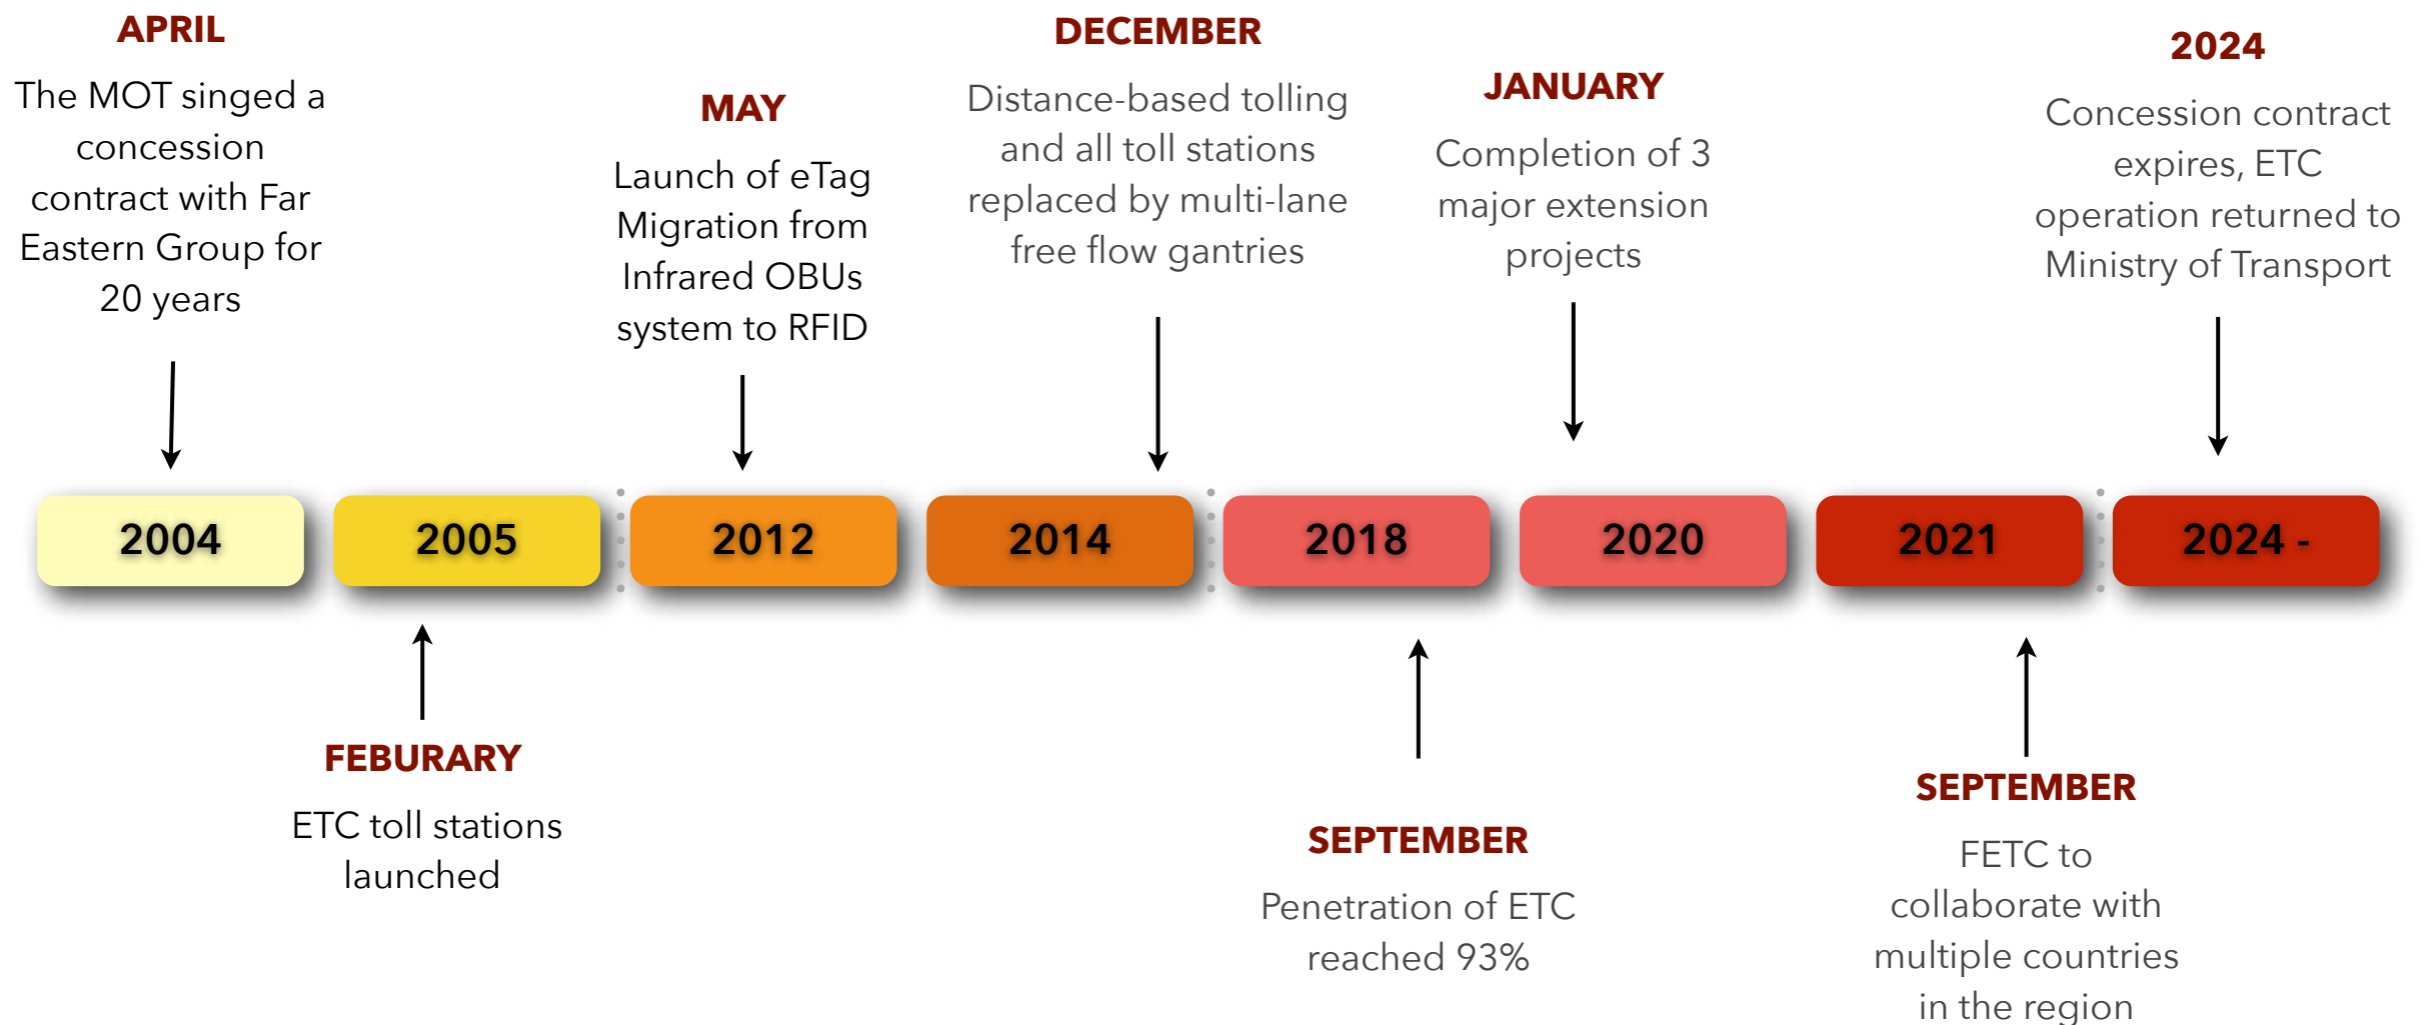 APRIL
The MOT singed a
concession
contract with Far
Eastern Group for
20 years
MAY
Launch of eTag
Migration from
Infrared OBUs
system to RFID
DECEMBER
Distance-based tolling
and all toll stations
replaced by multi-lane
free flow gantries
JANUARY
Completion of 3
major extension
projects
2024
Concession contract
expires, ETC
operation returned to
Ministry of Transport
2004
2005
2012
2014
2018
2020
2021
2024 -
FEBURARY
ETC toll stations
launched
SEPTEMBER
Penetration of ETC
reached 93%
SEPTEMBER
FETC to
collaborate with
multiple countries
in the region